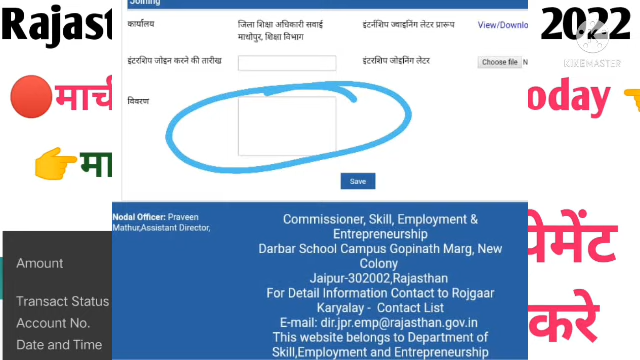 Rajast
2022
KINEMASTER
Joining
कार्यालय
जिला शिक्षा अधिकारी सवाई
माधोपुर, शिक्षा विभाग
इंटर्नशिप ज्वाइनिंग लेटर प्रारूप
View/Downlo
इंटरशिप जोइन करने की तारीख
इंटरशिप जोइनिंग लेटर
Choose file N
मार्च
oday
विवरण
मा
Save
Nodal Officer: Praveen
Mathur,Assistant Director,
Commissioner, Skill, Employment &
Entrepreneurship
Darbar School Campus Gopinath Marg, New
Colony
Jaipur-302002,Rajasthan
For Detail Information Contact to Rojgaar
Karyalay - Contact List
E-mail: dir.jpr.emp@rajasthan.gov.in
This website belongs to Department of
Skill,Employment and Entrepreneurship
पेमेंट
करे
Amount
Transact Status
Account No.
Date and Time